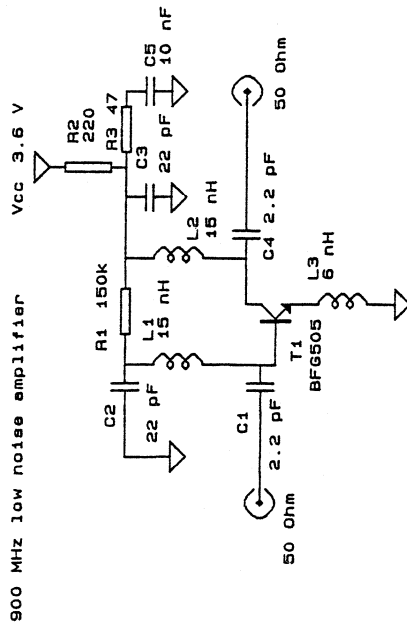 900 MHz low noise amplifier
Vcc 3.6 V
R2
220
R3 47
C5
10 nF
C3
22 pF
R1 150k
L1
15 nH
L2
15 nH
C2
22 pF
C1
2.2 pF
C4
2.2 pF
50 Ohm
50 Ohm
T1
BFG505
L3
6 nH